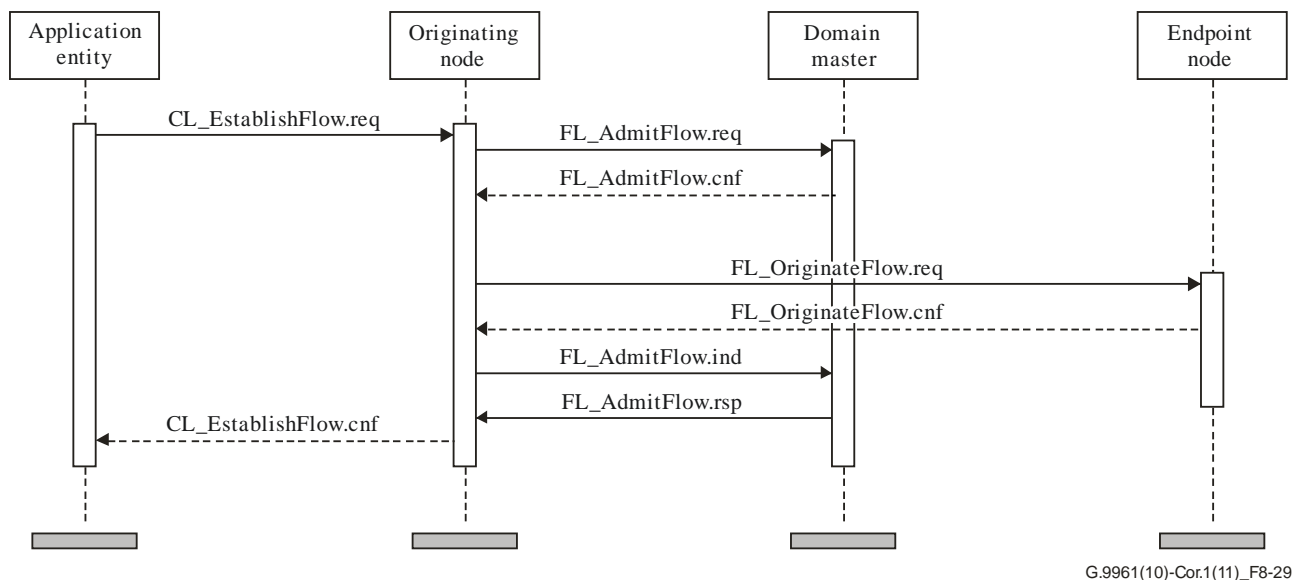 Application
entity
Originating
node
Domain
master
Endpoint
node
CL_EstablishFlow.req
FL_AdmitFlow.req
FL_AdmitFlow.cnf
FL_OriginateFlow.req
FL_OriginateFlow.cnf
FL_AdmitFlow.ind
FL_AdmitFlow.rsp
CL_EstablishFlow.cnf
G.9961(10)-Cor.1(11)_F8-29